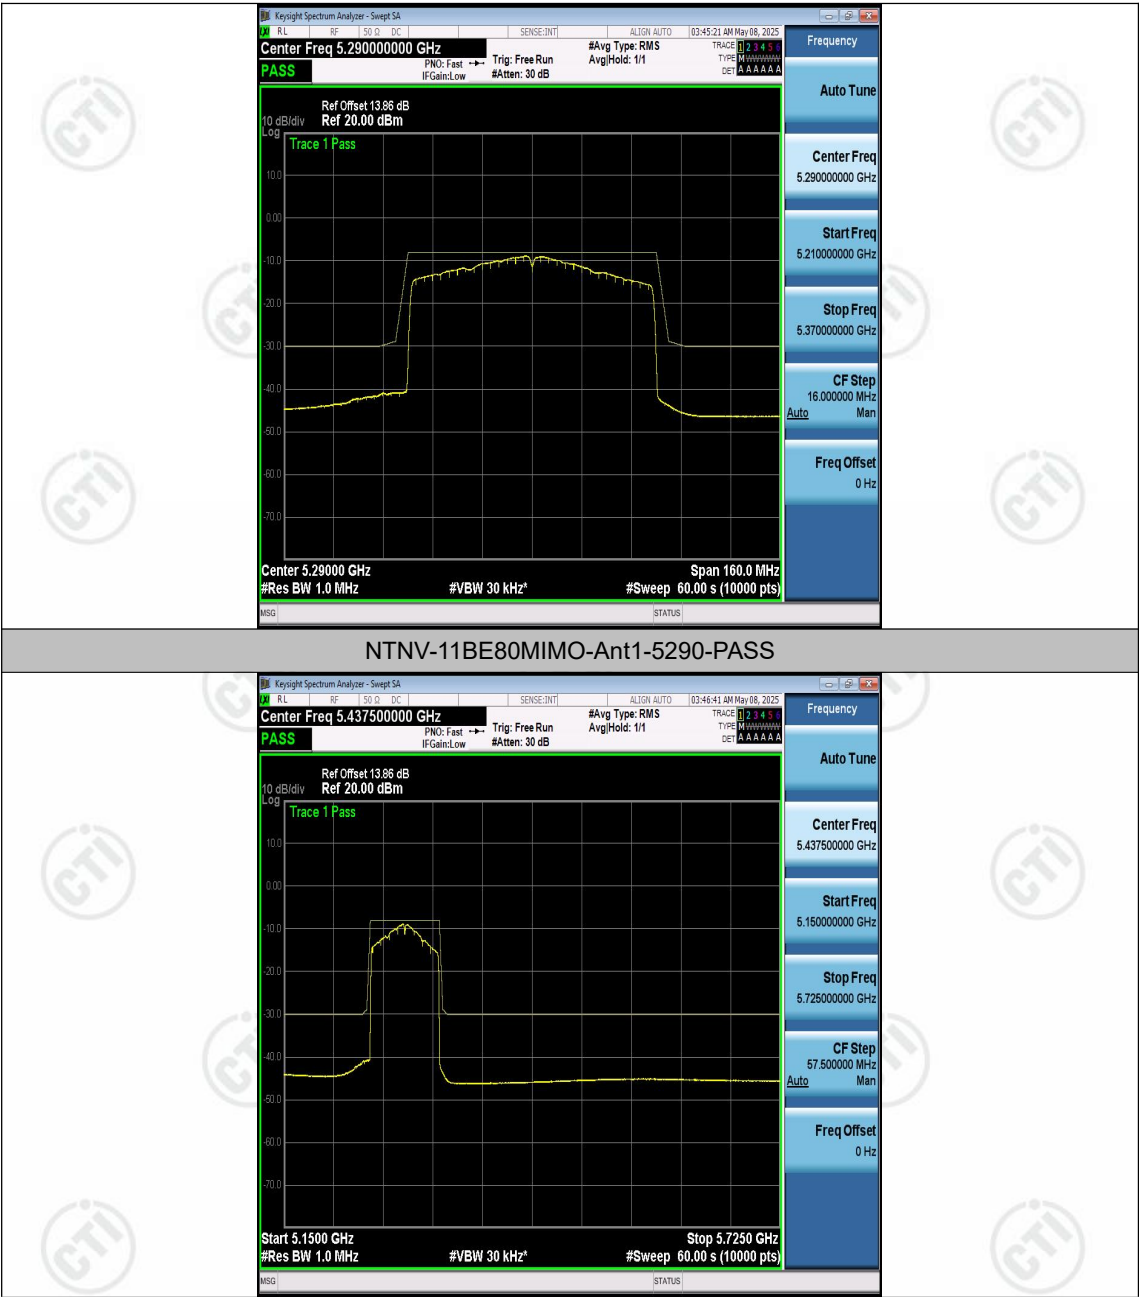 Keysight Spectrum Analyzer - Swept SA
RL RF 50 Ω DC SENSE:INT ALIGN AUTO 03:45:21 AM May 08, 2025
Center Freq 5.290000000 GHz
PASS
PNO: Fast
IFGain:Low
Trig: Free Run
#Atten: 30 dB
#Avg Type: RMS
Avg|Hold: 1/1
TRACE 1 2 3 4 5 6
TYPE M WWWWW
DET A A A A A A
Frequency
Auto Tune
Ref Offset 13.86 dB
10 dB/div Ref 20.00 dBm
Log
Trace 1 Pass
10.0
0.00
-10.0
-20.0
-30.0
-40.0
-50.0
-60.0
-70.0
Center Freq
5.290000000 GHz
Start Freq
5.210000000 GHz
Stop Freq
5.370000000 GHz
CF Step
16.000000 MHz
Auto Man
Freq Offset
0 Hz
Center 5.29000 GHz Span 160.0 MHz
#Res BW 1.0 MHz #VBW 30 kHz* #Sweep 60.00 s (10000 pts)
MSG STATUS
NTNV-11BE80MIMO-Ant1-5290-PASS
Keysight Spectrum Analyzer - Swept SA
RL RF 50 Ω DC SENSE:INT ALIGN AUTO 03:46:41 AM May 08, 2025
Center Freq 5.437500000 GHz
PASS
PNO: Fast
IFGain:Low
Trig: Free Run
#Atten: 30 dB
#Avg Type: RMS
Avg|Hold: 1/1
TRACE 1 2 3 4 5 6
TYPE M WWWWW
DET A A A A A A
Frequency
Auto Tune
Ref Offset 13.86 dB
10 dB/div Ref 20.00 dBm
Log
Trace 1 Pass
10.0
0.00
-10.0
-20.0
-30.0
-40.0
-50.0
-60.0
-70.0
Center Freq
5.437500000 GHz
Start Freq
5.150000000 GHz
Stop Freq
5.725000000 GHz
CF Step
57.500000 MHz
Auto Man
Freq Offset
0 Hz
Start 5.1500 GHz Stop 5.7250 GHz
#Res BW 1.0 MHz #VBW 30 kHz* #Sweep 60.00 s (10000 pts)
MSG STATUS
CTI
CTI
CTI
CTI
CTI
CTI
CTI
CTI
CTI
CTI
CTI